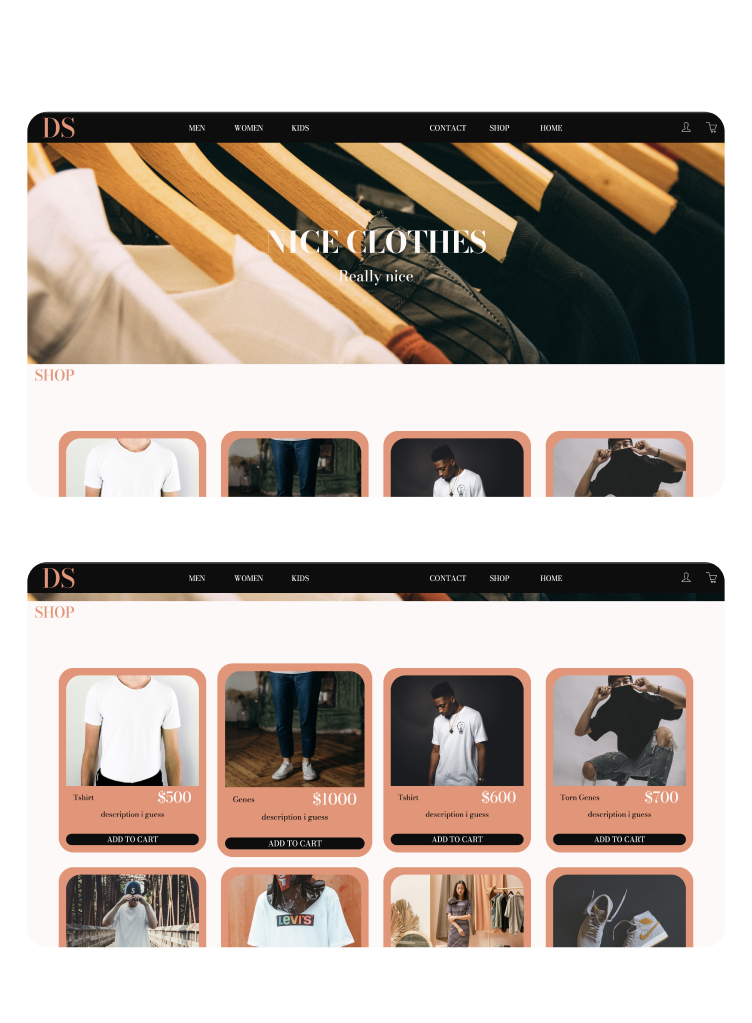 DS MEN WOMEN KIDS CONTACT SHOP HOME
NICE CLOTHES
Really nice
SHOP
DS MEN WOMEN KIDS CONTACT SHOP HOME
SHOP
Tshirt $500
description i guess
ADD TO CART
Genes $1000
description i guess
ADD TO CART
Tshirt $600
description i guess
ADD TO CART
Torn Genes $700
description i guess
ADD TO CART
LEVI'S